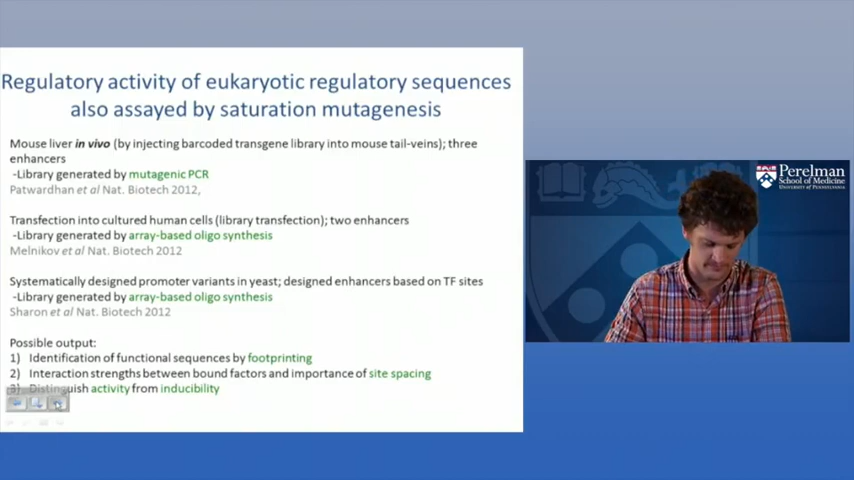 Regulatory activity of eukaryotic regulatory sequences
also assayed by saturation mutagenesis
Mouse liver in vivo (by injecting barcoded transgene library into mouse tail-veins); three
enhancers
-Library generated by mutagenic PCR
Patwardhan et al Nat. Biotech 2012,
Transfection into cultured human cells (library transfection); two enhancers
-Library generated by array-based oligo synthesis
Melnikov et al Nat. Biotech 2012
Systematically designed promoter variants in yeast; designed enhancers based on TF sites
-Library generated by array-based oligo synthesis
Sharon et al Nat. Biotech 2012
Possible output:
1) Identification of functional sequences by footprinting
2) Interaction strengths between bound factors and importance of site spacing
3) Distinguish activity from inducibility
Perelman
School of Medicine
University of Pennsylvania